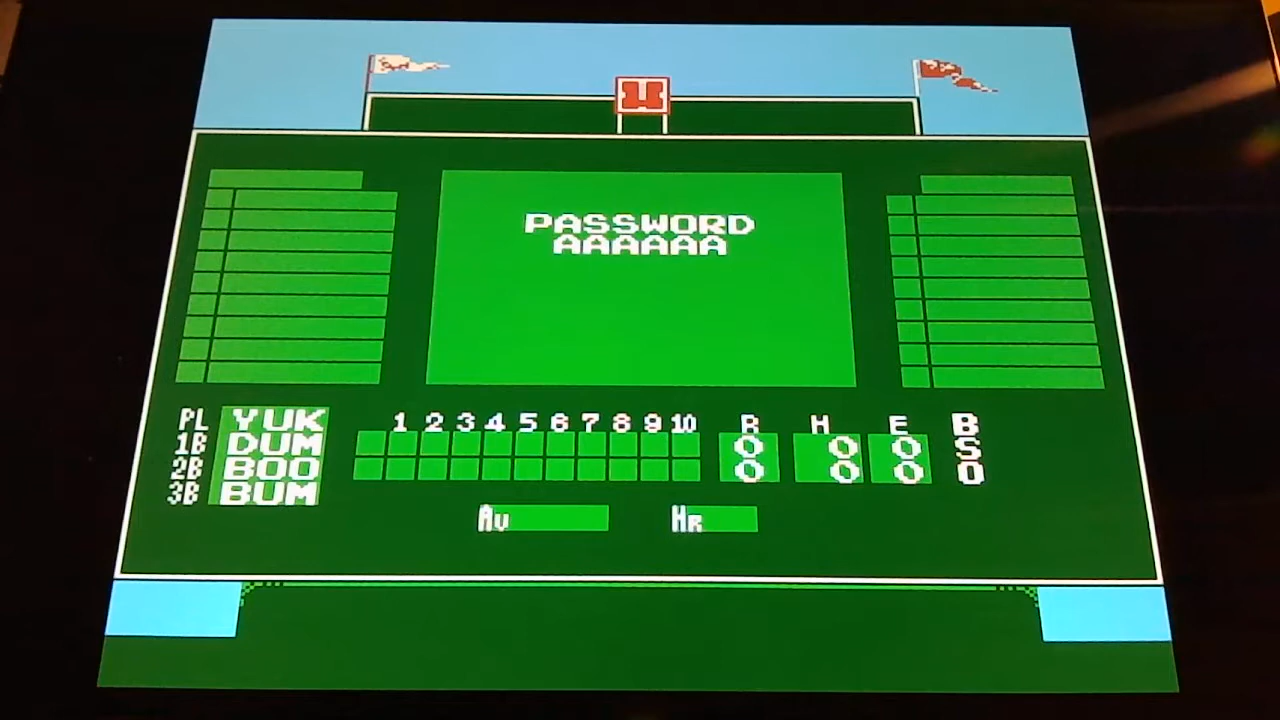 PASSWORD
AAAAAA
PL YUK
1B DUM
2B BOO
3B BUM
1 2 3 4 5 6 7 8 9 10 R H E B
0 0 0 S
0 0 0 O
Av HR